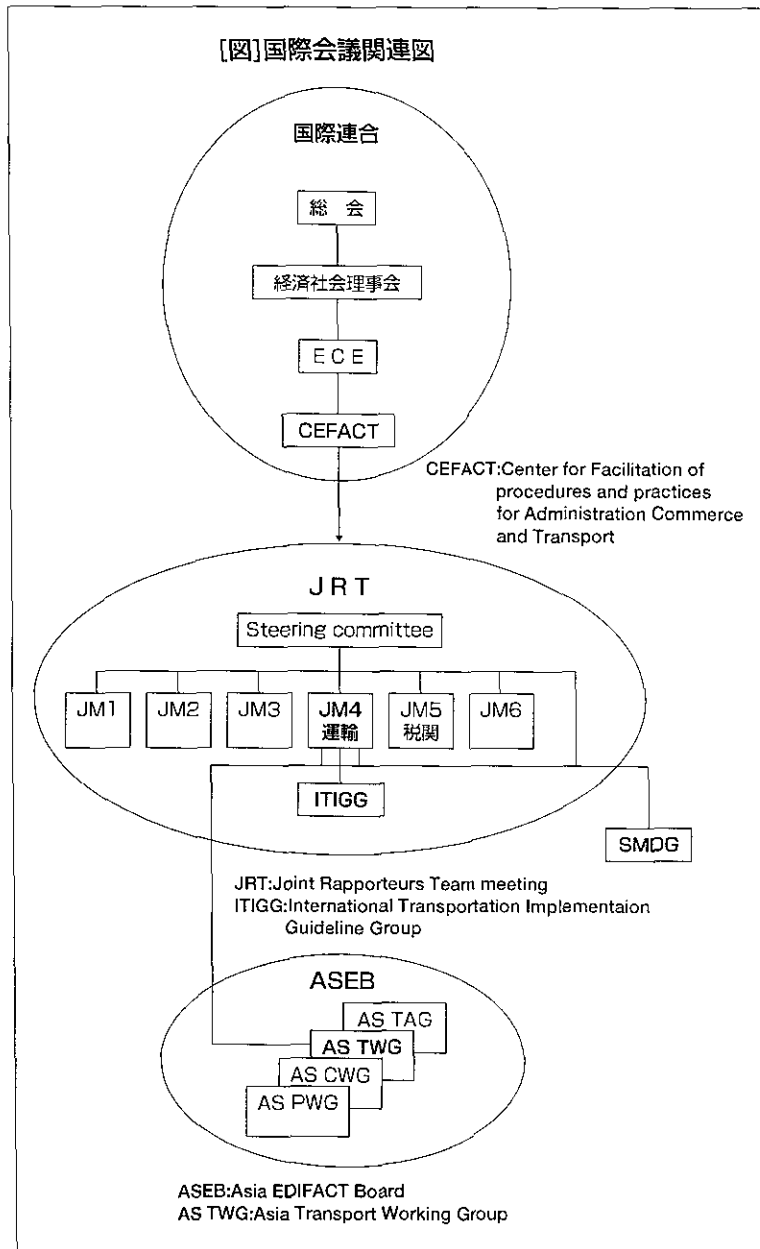 [図]国際会議関連図
国際連合
総 会
経済社会理事会
E C E
CEFACT
CEFACT:Center for Facilitation of
procedures and practices
for Administration Commerce
and Transport
J R T
Steering committee
JM1
JM2
JM3
JM4
運輸
JM5
税関
JM6
ITIGG
SMDG
JRT:Joint Rapporteurs Team meeting
ITIGG:International Transportation Implementaion
Guideline Group
ASEB
AS TAG
AS TWG
AS CWG
AS PWG
ASEB:Asia EDIFACT Board
AS TWG:Asia Transport Working Group